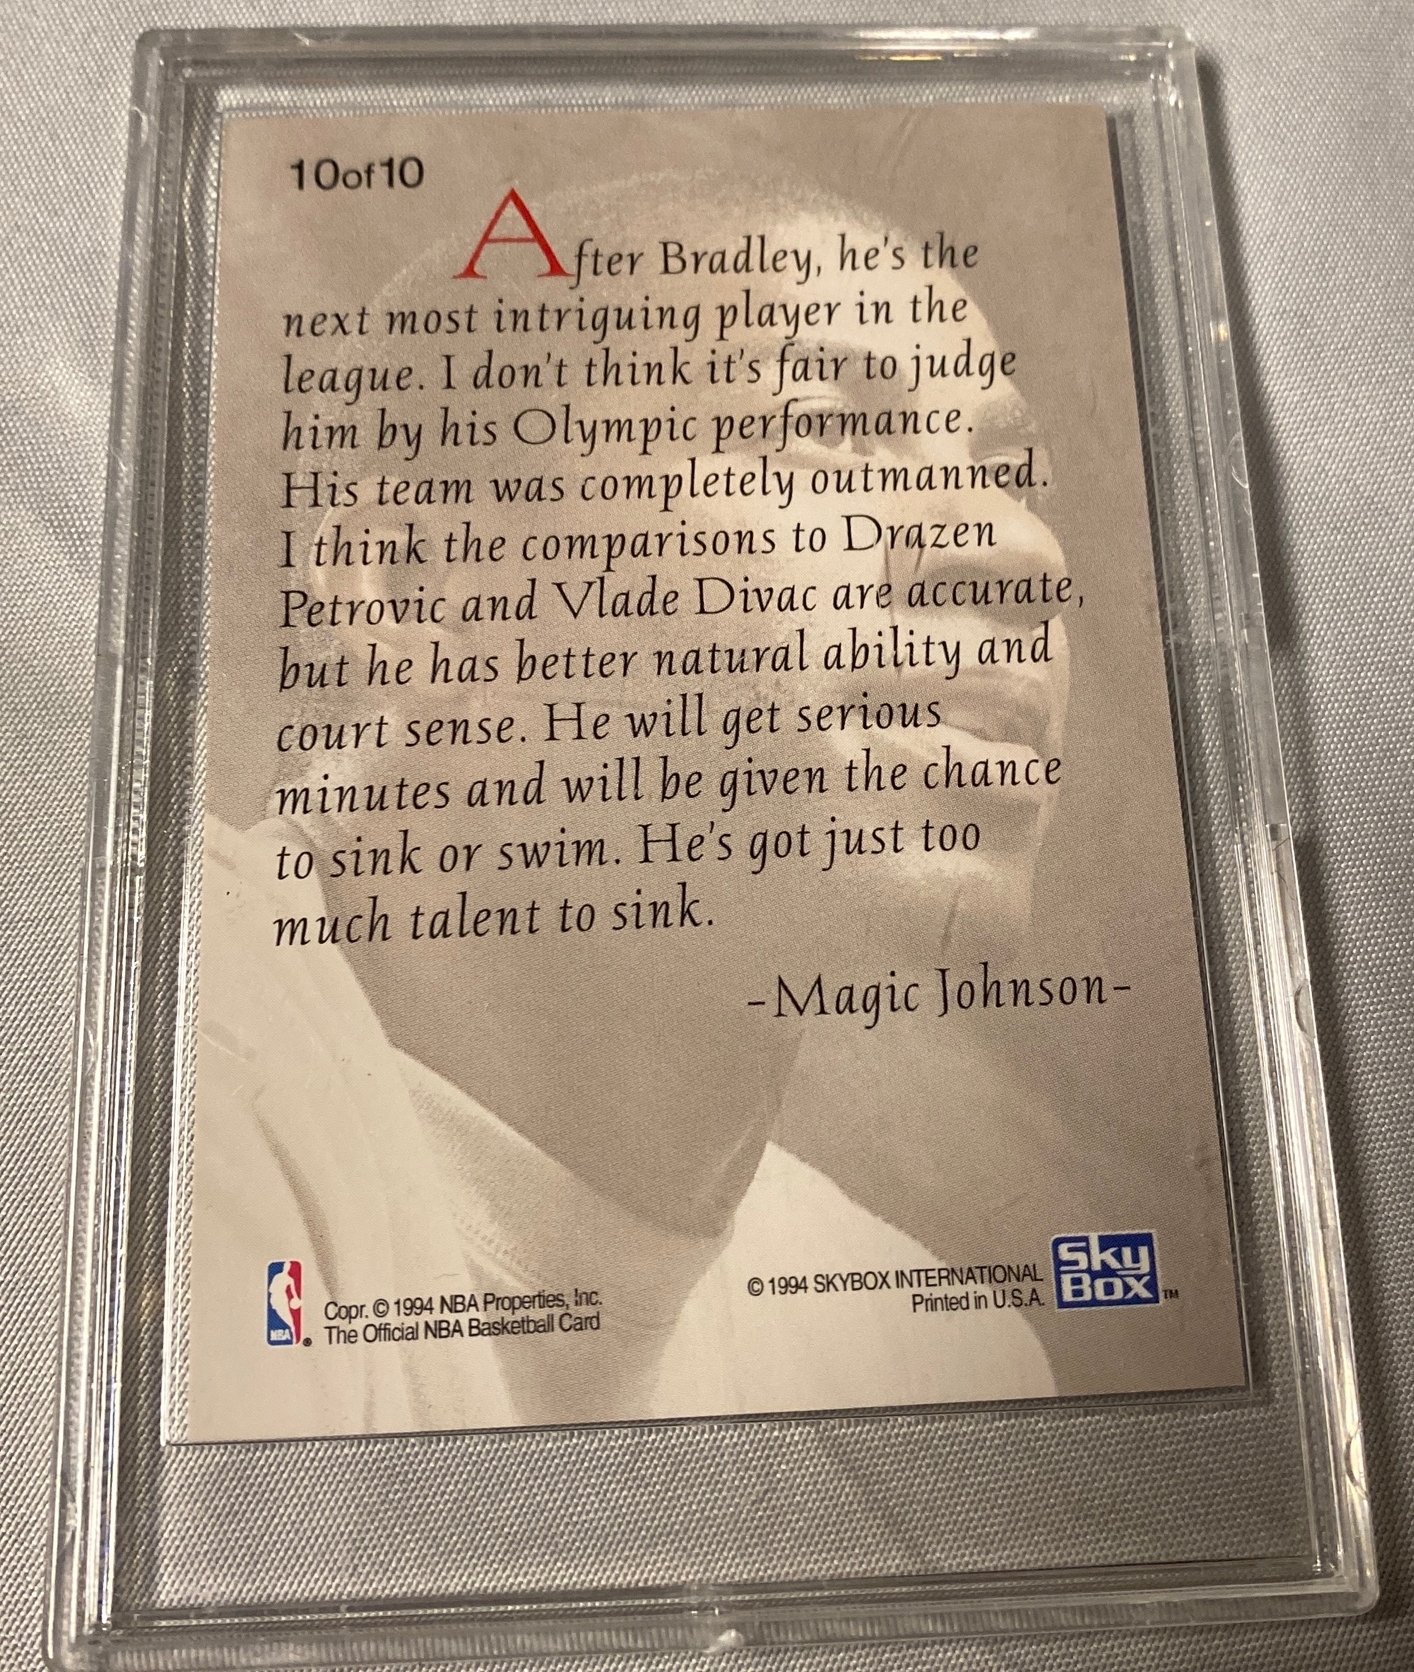 10of10
After Bradley, he's the
next most intriguing player in the
league. I don't think it's fair to judge
him by his Olympic performance.
His team was completely outmanned.
I think the comparisons to Drazen
Petrovic and Vlade Divac are accurate,
but he has better natural ability and
court sense. He will get serious
minutes and will be given the chance
to sink or swim. He's got just too
much talent to sink.
-Magic Johnson-
NBA ®
Copr. © 1994 NBA Properties, Inc.
The Official NBA Basketball Card
© 1994 SKYBOX INTERNATIONAL
Printed in U.S.A.
Sky
BOX ™